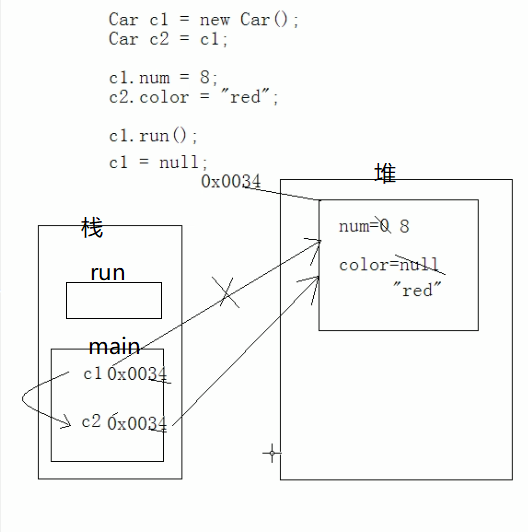 Car c1 = new Car();
Car c2 = c1;
c1.num = 8;
c2.color = "red";
c1.run();
c1 = null;
0x0034
堆
num=0 8
color=null
"red"
栈
run
main
c1 0x0034
c2 0x0034